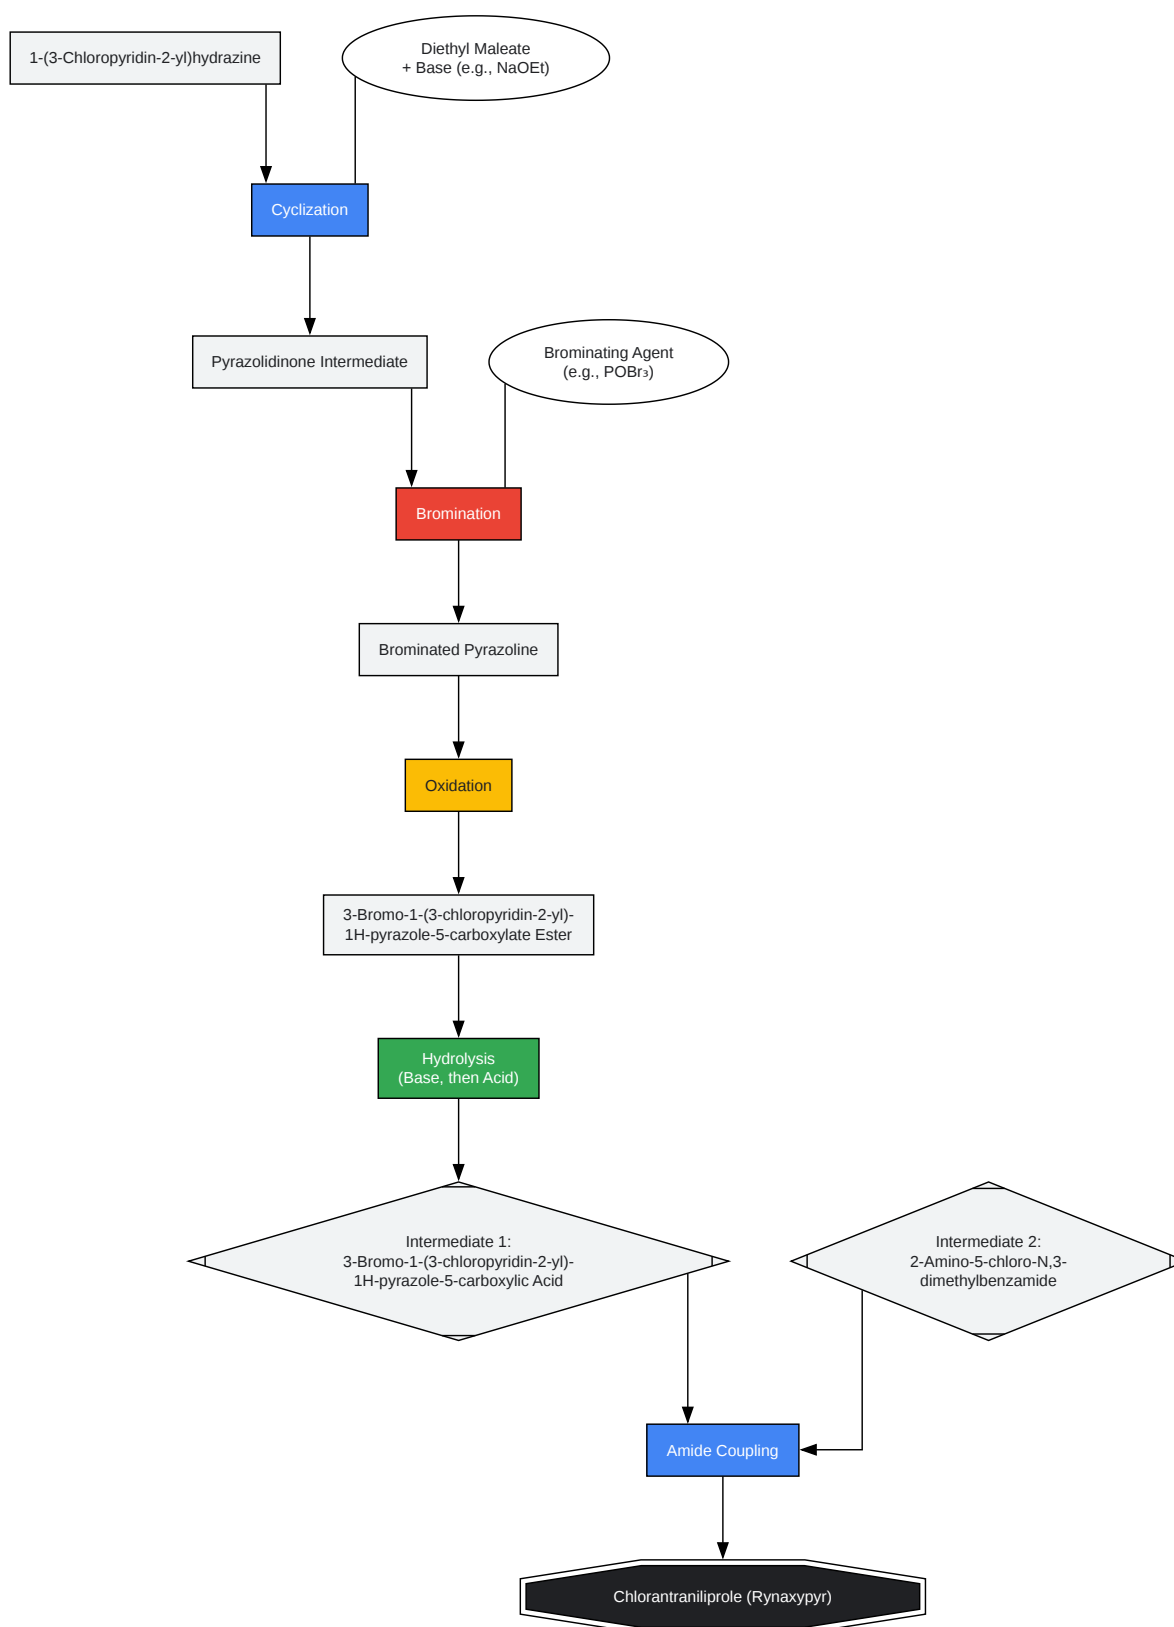 1-(3-Chloropyridin-2-yl)hydrazine
Diethyl Maleate
+ Base (e.g., NaOEt)
Cyclization
Pyrazolidinone Intermediate
Brominating Agent
(e.g., POBr₃)
Bromination
Brominated Pyrazoline
Oxidation
3-Bromo-1-(3-chloropyridin-2-yl)-
1H-pyrazole-5-carboxylate Ester
Hydrolysis
(Base, then Acid)
Intermediate 1:
3-Bromo-1-(3-chloropyridin-2-yl)-
1H-pyrazole-5-carboxylic Acid
Intermediate 2:
2-Amino-5-chloro-N,3-
dimethylbenzamide
Amide Coupling
Chlorantraniliprole (Rynaxypyr)